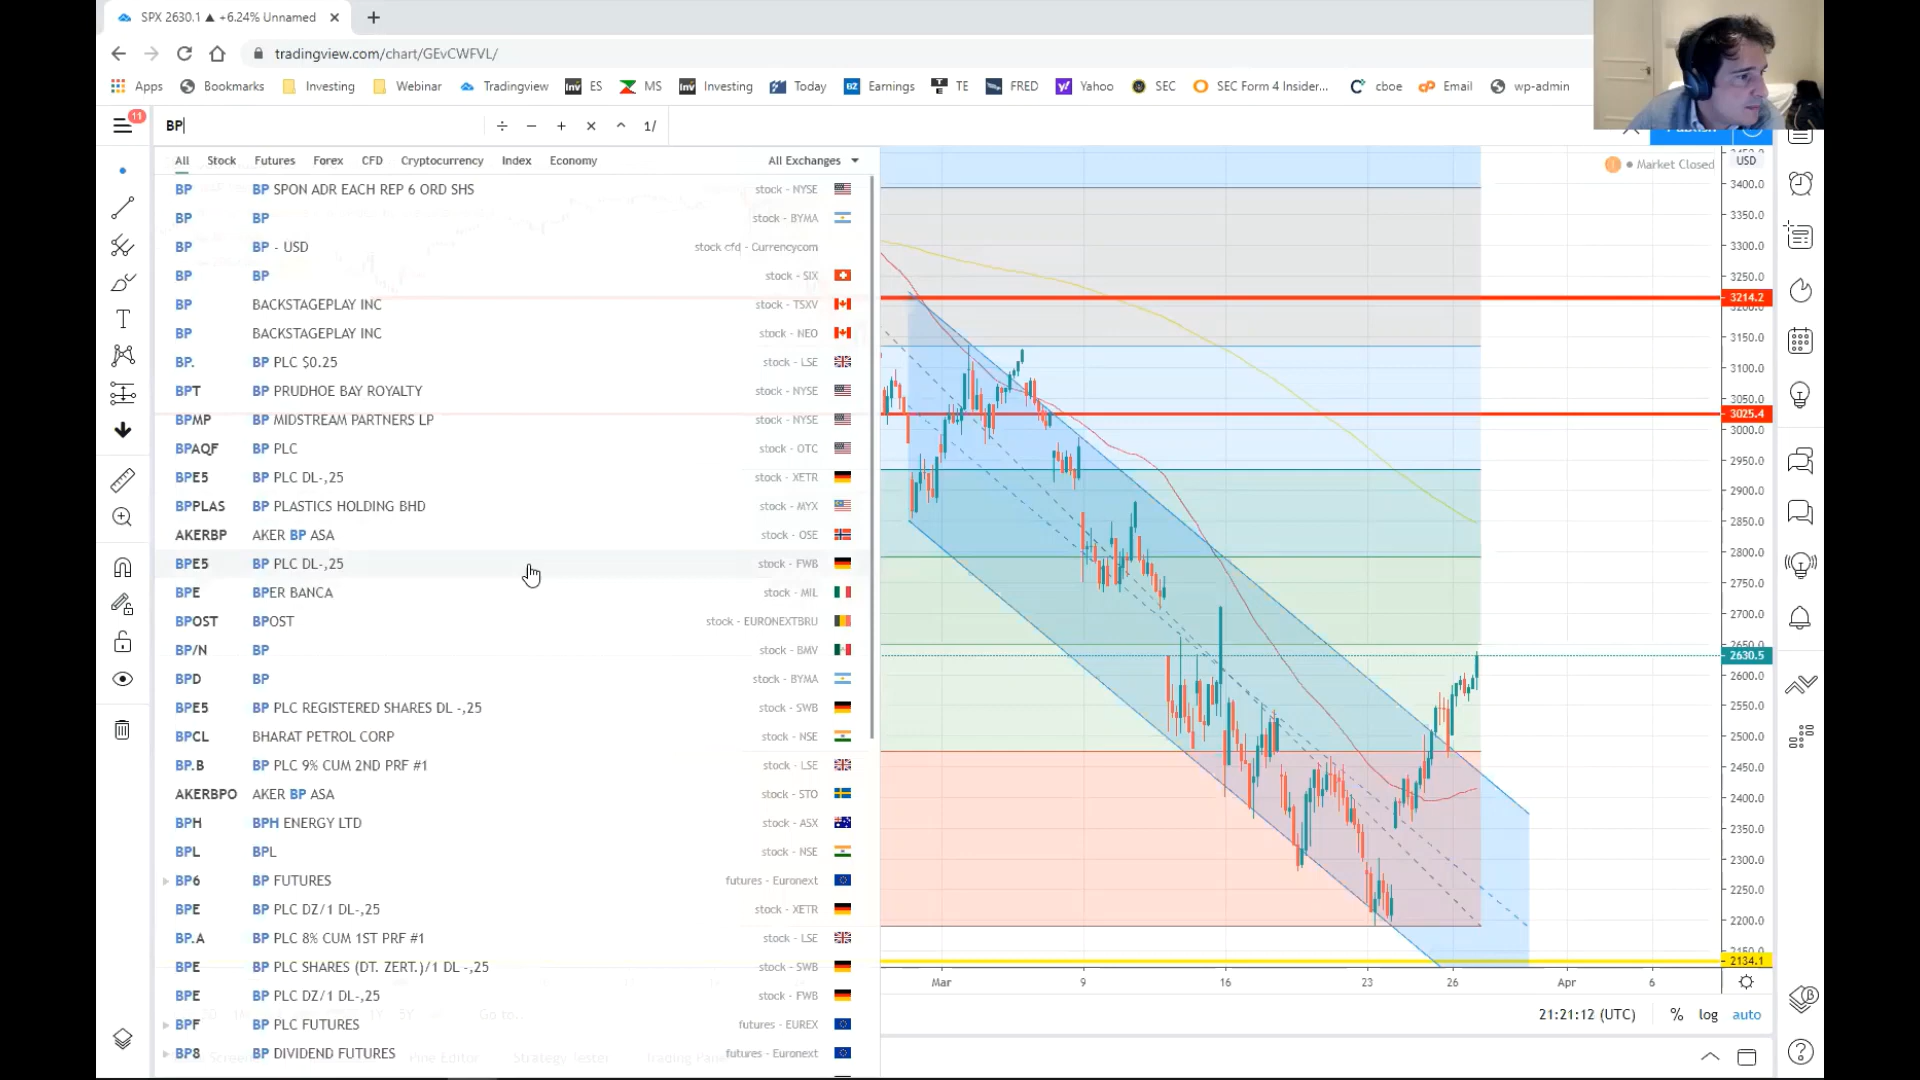 SPX 2630.1 ▲ +6.24% Unnamed
tradingview.com/chart/GEvCWFVL/
Apps Bookmarks Investing Webinar Tradingview ES MS Investing Today Earnings TE FRED Yahoo SEC SEC Form 4 Insider... cboe Email wp-admin
11
BP ÷ − + × ^ 1/
All Stock Futures Forex CFD Cryptocurrency Index Economy All Exchanges
Market Closed USD
BP BP SPON ADR EACH REP 6 ORD SHS stock - NYSE
BP BP stock - BYMA
BP BP - USD stock cfd - Currencycom
BP BP stock - SIX
BP BACKSTAGEPLAY INC stock - TSXV
BP BACKSTAGEPLAY INC stock - NEO
BP. BP PLC $0.25 stock - LSE
BPT BP PRUDHOE BAY ROYALTY stock - NYSE
BPMP BP MIDSTREAM PARTNERS LP stock - NYSE
BPAQF BP PLC stock - OTC
BPE5 BP PLC DL-,25 stock - XETR
BPPLAS BP PLASTICS HOLDING BHD stock - MYX
AKERBP AKER BP ASA stock - OSE
BPE5 BP PLC DL-,25 stock - FWB
BPE BPER BANCA stock - MIL
BPOST BPOST stock - EURONEXTBRU
BP/N BP stock - BMV
BPD BP stock - BYMA
BPE5 BP PLC REGISTERED SHARES DL -,25 stock - SWB
BPCL BHARAT PETROL CORP stock - NSE
BP.B BP PLC 9% CUM 2ND PRF #1 stock - LSE
AKERBPO AKER BP ASA stock - STO
BPH BPH ENERGY LTD stock - ASX
BPL BPL stock - NSE
BP6 BP FUTURES futures - Euronext
BPE BP PLC DZ/1 DL-,25 stock - XETR
BP.A BP PLC 8% CUM 1ST PRF #1 stock - LSE
BPE BP PLC SHARES (DT. ZERT.)/1 DL -,25 stock - SWB
BPE BP PLC DZ/1 DL-,25 stock - FWB
BPF BP PLC FUTURES futures - EUREX
BP8 BP DIVIDEND FUTURES futures - Euronext
3400.0
3350.0
3300.0
3250.0
3214.2
3150.0
3100.0
3050.0
3025.4
3000.0
2950.0
2900.0
2850.0
2800.0
2750.0
2700.0
2650.0
2630.5
2600.0
2550.0
2500.0
2450.0
2400.0
2350.0
2300.0
2250.0
2200.0
2150.0
2134.1
Mar 9 16 23 26 Apr 6
Go to...
21:21:12 (UTC) % log auto
Pine Editor Strategy Tester